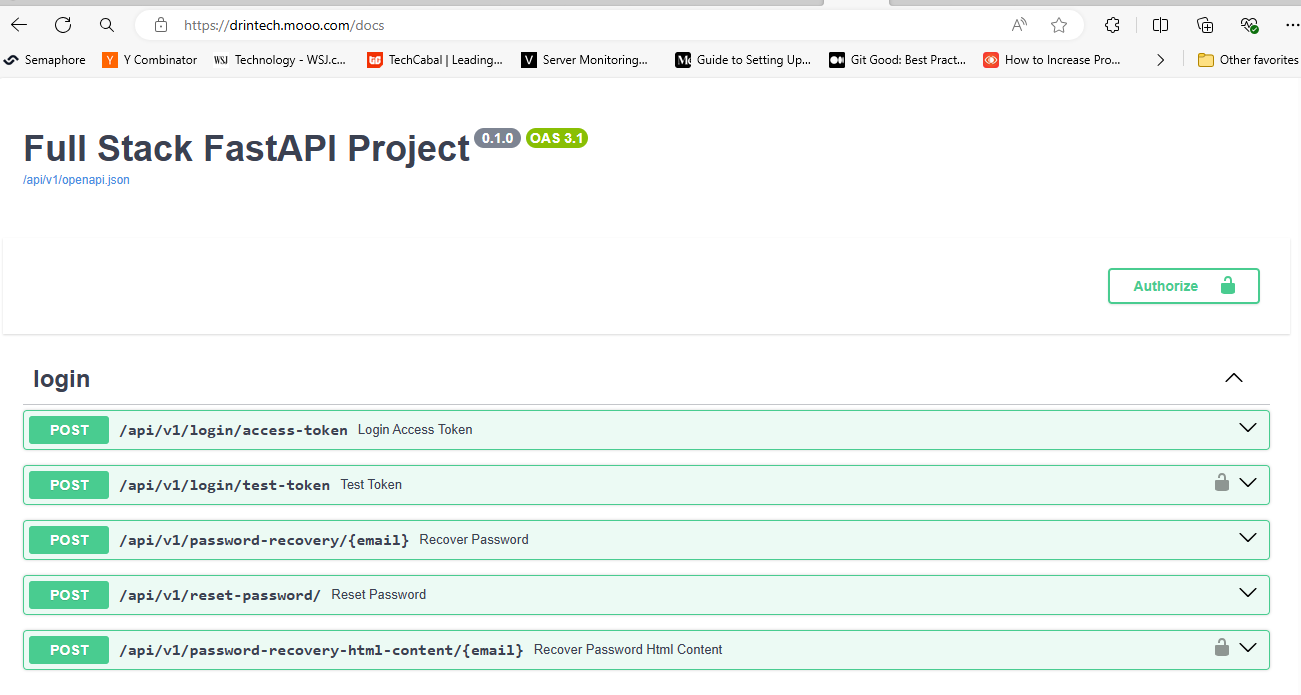 https://drintech.mooo.com/docs
Semaphore Y Combinator WSJ Technology - WSJ.c... TechCabal | Leading... V Server Monitoring... Guide to Setting Up... Git Good: Best Pract... How to Increase Pro... Other favorites
Full Stack FastAPI Project 0.1.0 OAS 3.1
/api/v1/openapi.json
Authorize
login
POST /api/v1/login/access-token Login Access Token
POST /api/v1/login/test-token Test Token
POST /api/v1/password-recovery/{email} Recover Password
POST /api/v1/reset-password/ Reset Password
POST /api/v1/password-recovery-html-content/{email} Recover Password Html Content